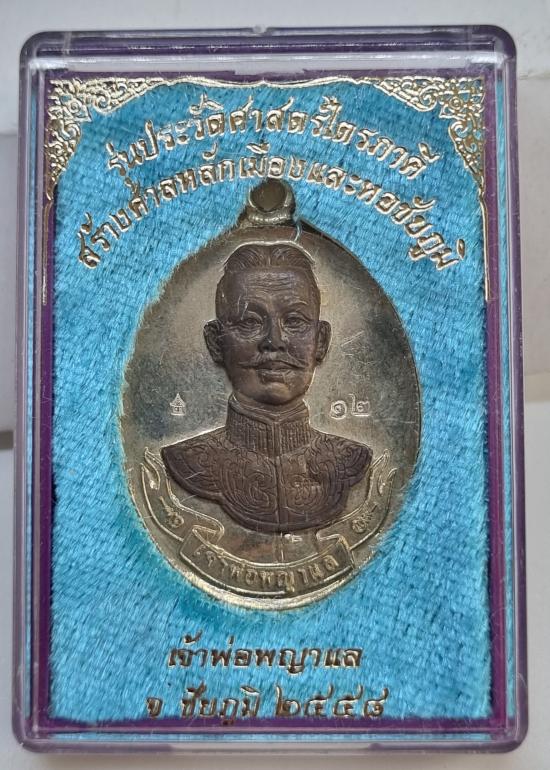 รุ่นประวัติศาสตร์ไตรภาคี
สร้างศาลหลักเมืองและหอชัยภูมิ
๑๒
เจ้าพ่อพญาแล
เจ้าพ่อพญาแล
จ. ชัยภูมิ ๒๕๕๘